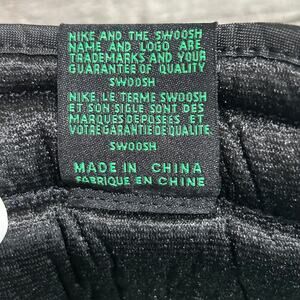 NIKE AND THE SWOOSH
NAME AND LOGO ARE
TRADEMARKS AND YOUR
GUARANTEE OF QUALITY
SWOOSH
NIKE, LE TERME SWOOSH
ET SON SIGLE SONT DES
MARQUES DEPOSEES ET
VOTRE GARANTIE DE QUALITE
SWOOSH
MADE IN CHINA
FABRIQUE EN CHINE